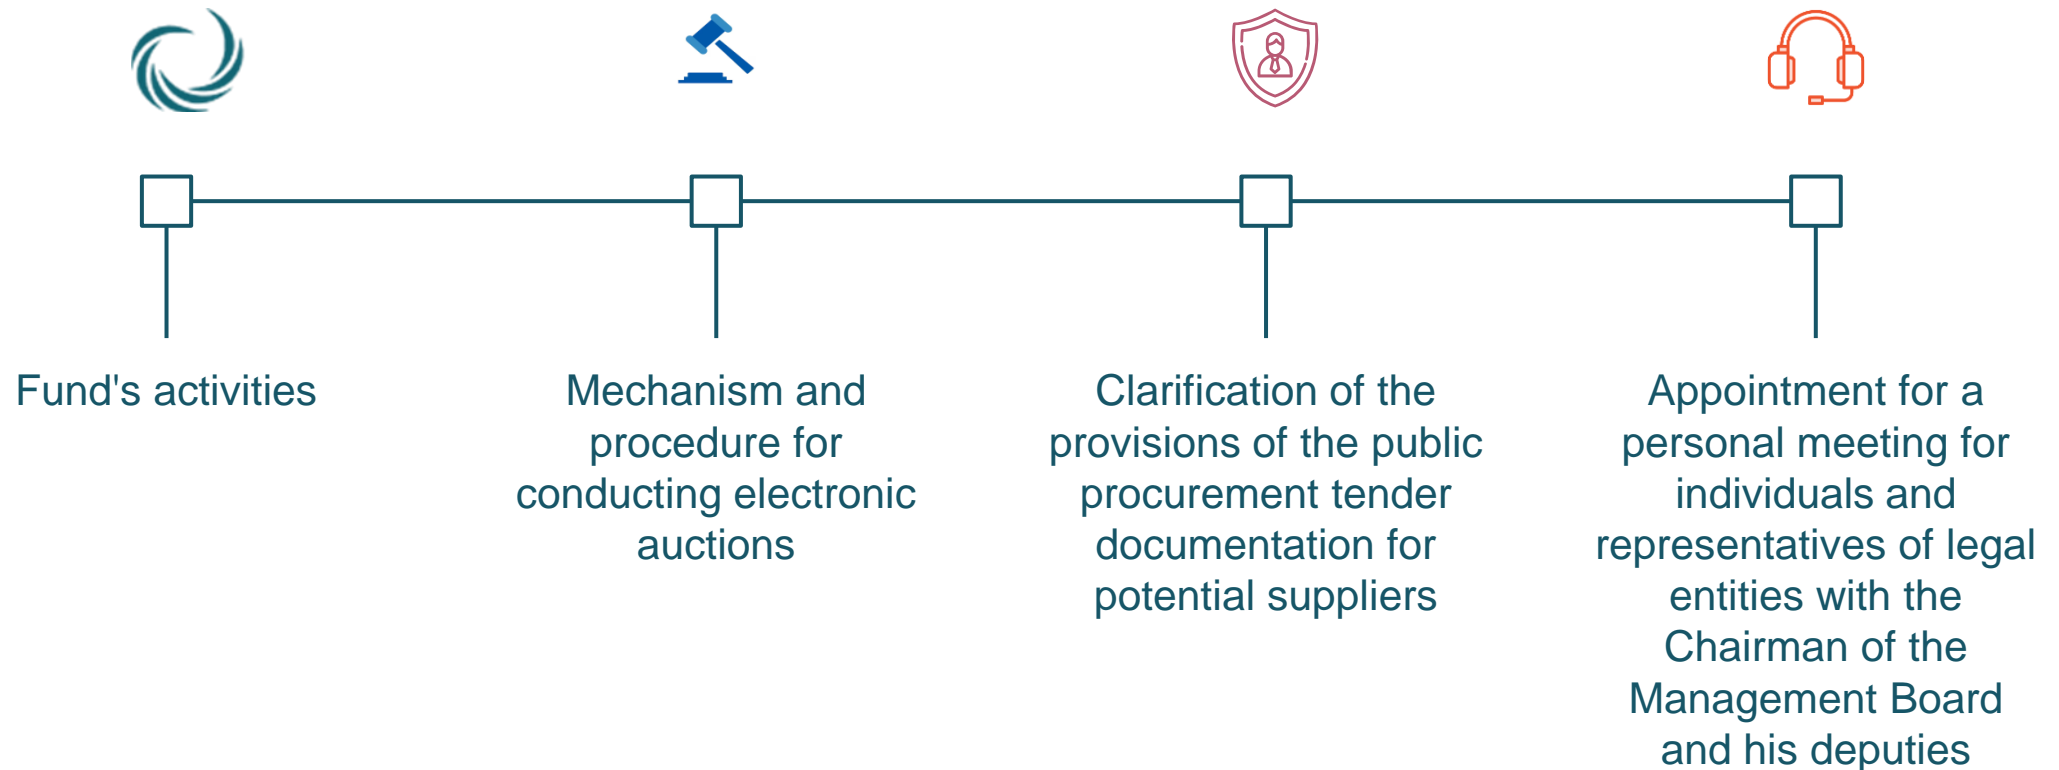 Fund's activities
Mechanism and
procedure for
conducting electronic
auctions
Clarification of the
provisions of the public
procurement tender
documentation for
potential suppliers
Appointment for a
personal meeting for
individuals and
representatives of legal
entities with the
Chairman of the
Management Board
and his deputies